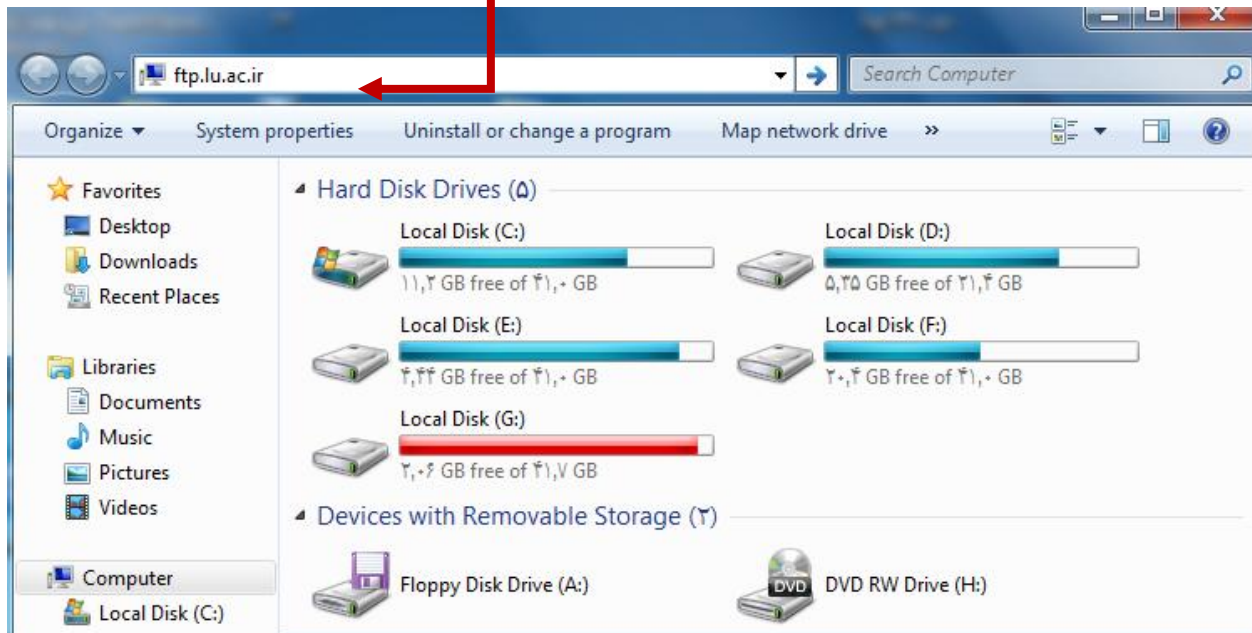 ftp.lu.ac.ir
Search Computer
Organize
System properties
Uninstall or change a program
Map network drive
»
Favorites
Desktop
Downloads
Recent Places
Libraries
Documents
Music
Pictures
Videos
Computer
Local Disk (C:)
Hard Disk Drives (۵)
Local Disk (C:)
۱۱,۲ GB free of ۴۱,۰ GB
Local Disk (D:)
۵,۲۵ GB free of ۲۱,۴ GB
Local Disk (E:)
۴,۴۴ GB free of ۴۱,۰ GB
Local Disk (F:)
۲۰,۴ GB free of ۴۱,۰ GB
Local Disk (G:)
۲,۰۶ GB free of ۴۱,۷ GB
Devices with Removable Storage (۲)
Floppy Disk Drive (A:)
DVD
DVD RW Drive (H:)